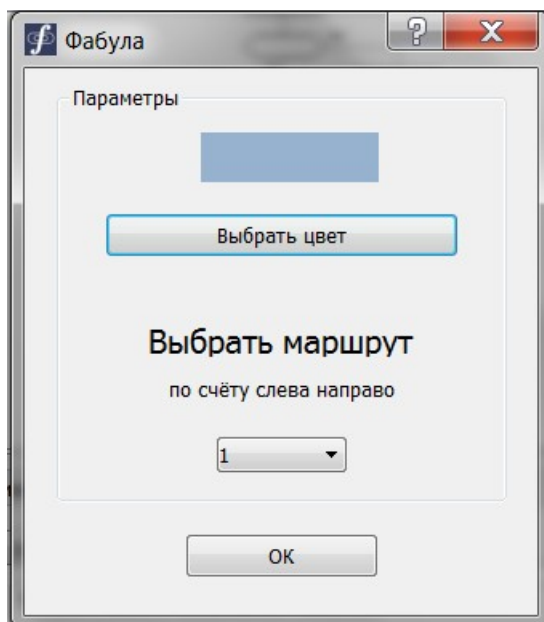 Фабула
Параметры
Выбрать цвет
Выбрать маршрут
по счёту слева направо
1
OK